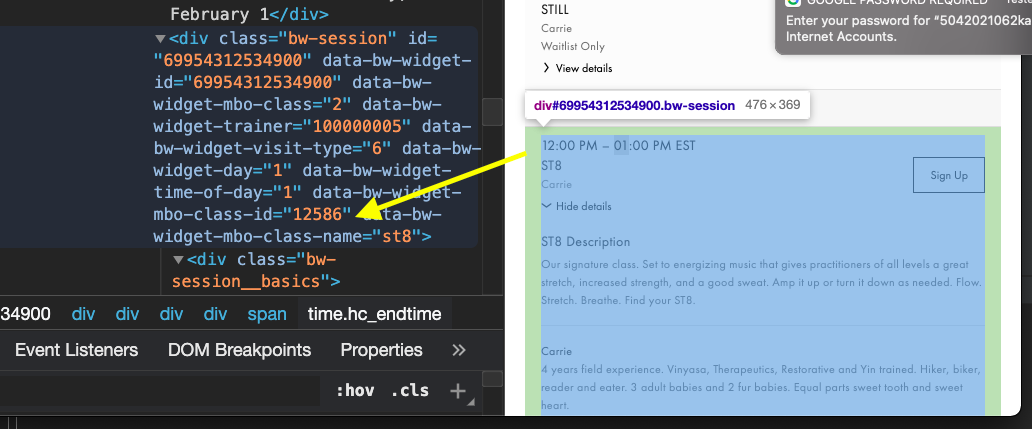 February 1</div>
<div class="bw-session" id=
"69954312534900" data-bw-widget-
id="69954312534900" data-bw-
widget-mbo-class="2" data-bw-
widget-trainer="100000005" data-
bw-widget-visit-type="6" data-bw-
widget-day="1" data-bw-widget-
time-of-day="1" data-bw-widget-
mbo-class-id="12586" data-bw-
widget-mbo-class-name="st8">
<div class="bw-
session__basics">
34900 div div div div span time.hc_endtime
Event Listeners DOM Breakpoints Properties »
:hov .cls +
STILL
Carrie
Waitlist Only
View details
div#69954312534900.bw-session 476 × 369
12:00 PM – 01:00 PM EST
ST8
Carrie
Sign Up
Hide details
ST8 Description
Our signature class. Set to energizing music that gives practitioners of all levels a great
stretch, increased strength, and a good sweat. Amp it up or turn it down as needed. Flow.
Stretch. Breathe. Find your ST8.
Carrie
4 years field experience. Vinyasa, Therapeutics, Restorative and Yin trained. Hiker, biker,
reader and eater. 3 adult babies and 2 fur babies. Equal parts sweet tooth and sweet
heart.
GOOGLE PASSWORD REQUIRED
Enter your password for “5042021062ka
Internet Accounts.